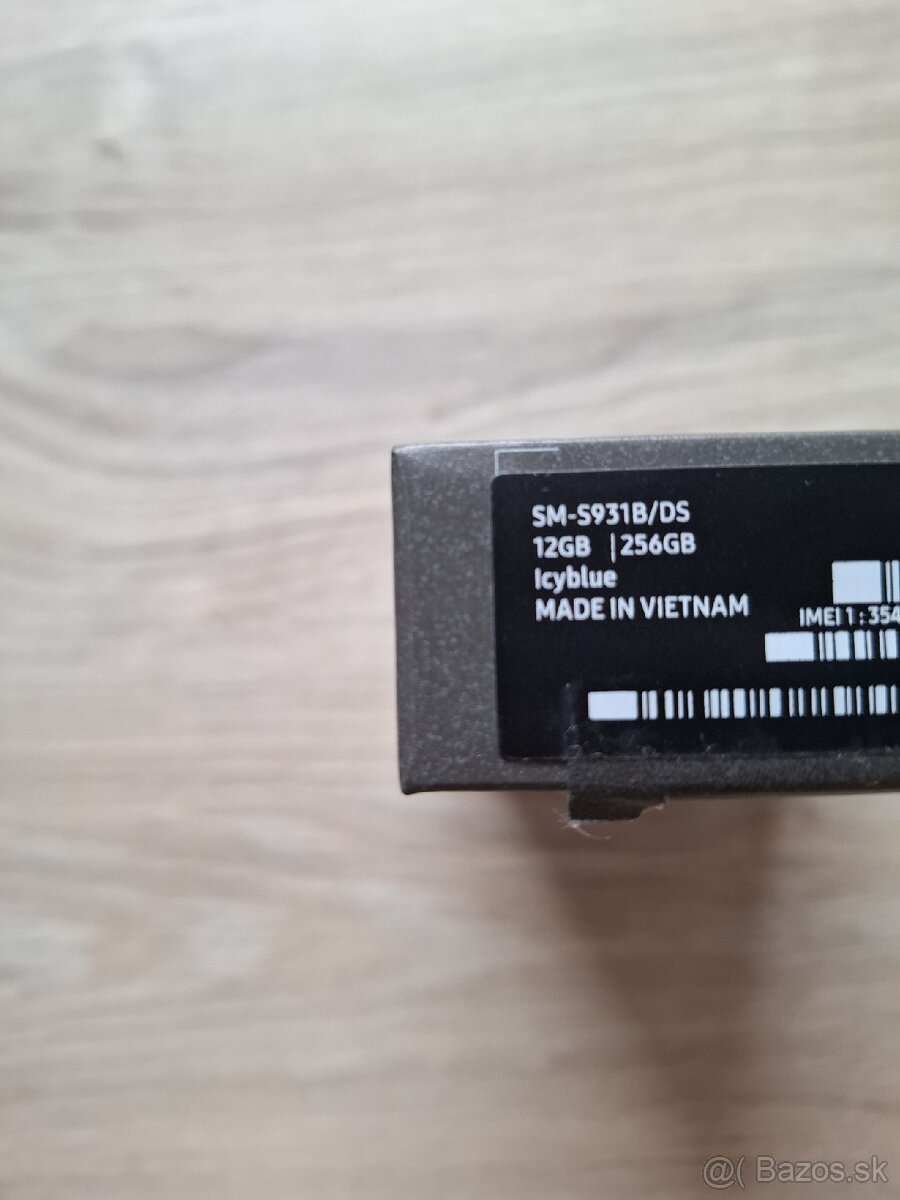 SM-S931B/DS
12GB | 256GB
Icyblue
MADE IN VIETNAM
IMEI 1 : 354
@( Bazos.sk